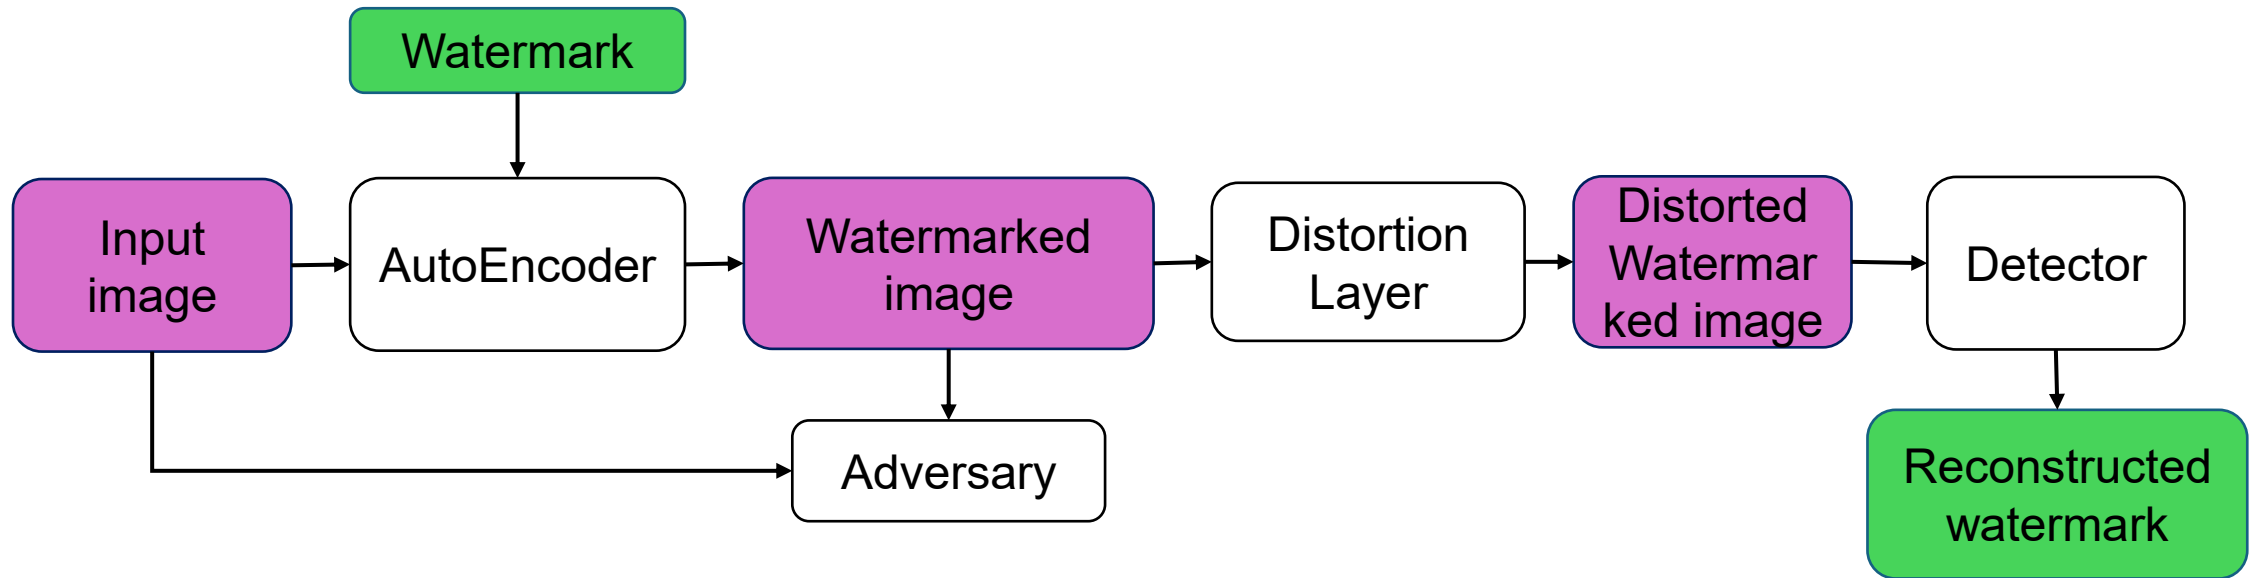 Watermark
Input
image
AutoEncoder
Watermarked
image
Distortion
Layer
Distorted
Watermar
ked image
Detector
Adversary
Reconstructed
watermark